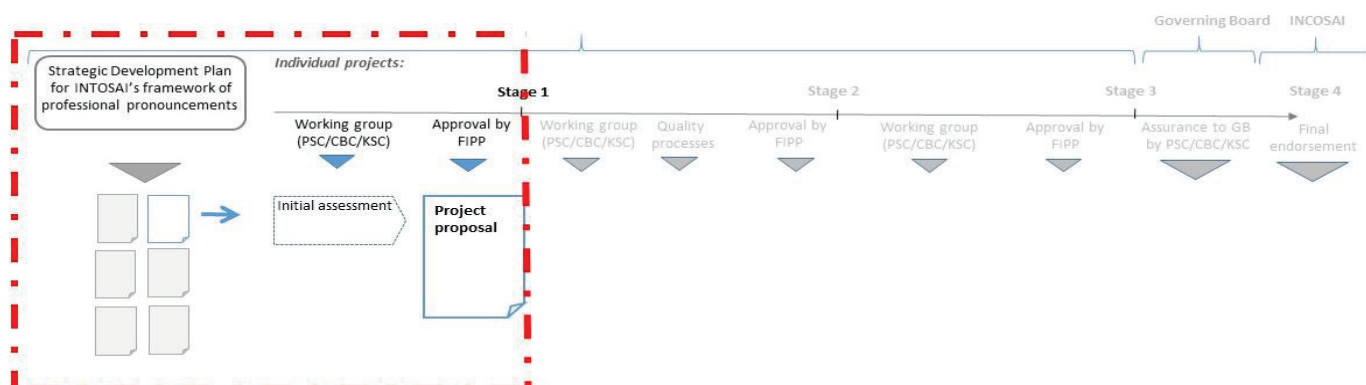 Governing Board
INCOSAI
Strategic Development Plan
for INTOSAI's framework of
professional pronouncements
Individual projects:
Stage 1
Stage 2
Stage 3
Stage 4
Working group
(PSC/CBC/KSC)
Approval by
FIPP
Working group
(PSC/CBC/KSC)
Quality
processes
Approval by
FIPP
Working group
(PSC/CBC/KSC)
Approval by
FIPP
Assurance to GB
by PSC/CBC/KSC
Final
endorsement
Initial assessment
Project
proposal